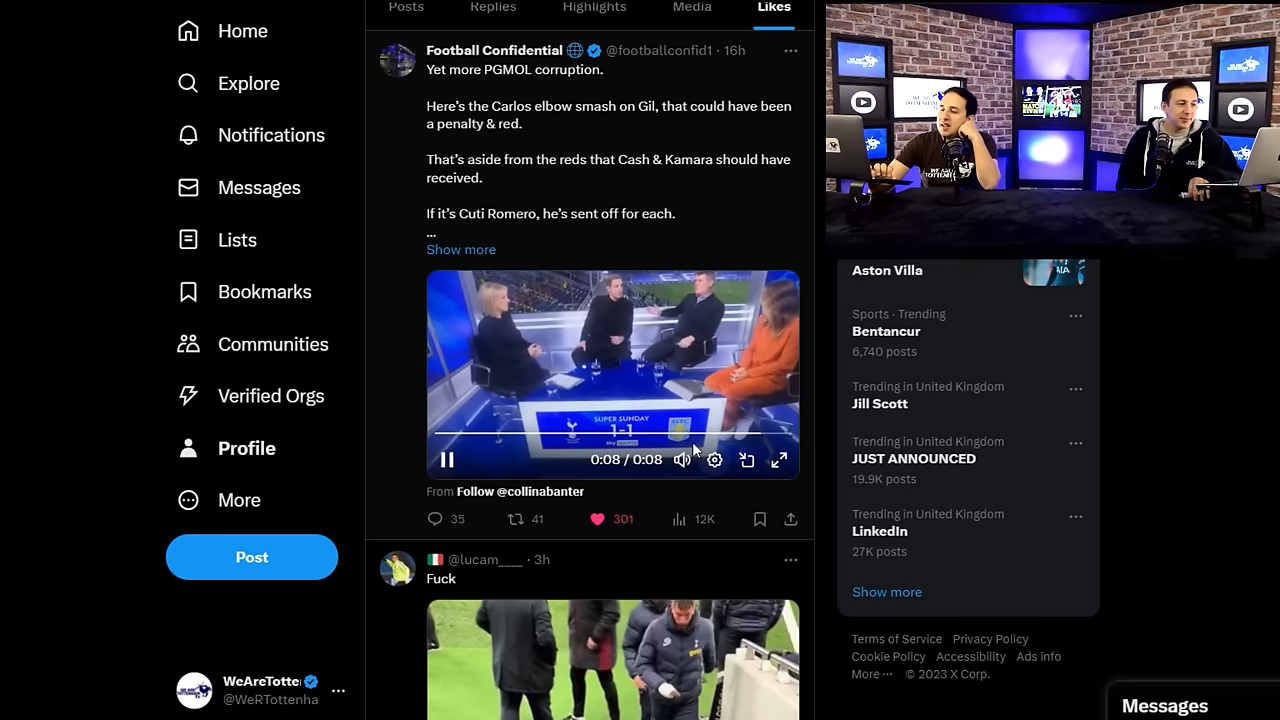 Home
Explore
Notifications
Messages
Lists
Bookmarks
Communities
Verified Orgs
Profile
More
Post
WeAreTotte
@WeRTottenha
Posts
Replies
Highlights
Media
Likes
Football Confidential @footballconfid1 · 16h
Yet more PGMOL corruption.
Here's the Carlos elbow smash on Gil, that could have been
a penalty & red.
That's aside from the reds that Cash & Kamara should have
received.
If it's Cuti Romero, he's sent off for each.
...
Show more
SUPER SUNDAY
1-1
sky sports
AVFC
0:08 / 0:08
From Follow @collinabanter
35
41
301
12K
@lucam____ · 3h
Fuck
Aston Villa
Sports · Trending
Bentancur
6,740 posts
Trending in United Kingdom
Jill Scott
Trending in United Kingdom
JUST ANNOUNCED
19.9K posts
Trending in United Kingdom
LinkedIn
27K posts
Show more
Terms of Service Privacy Policy
Cookie Policy Accessibility Ads info
More ··· © 2023 X Corp.
Messages